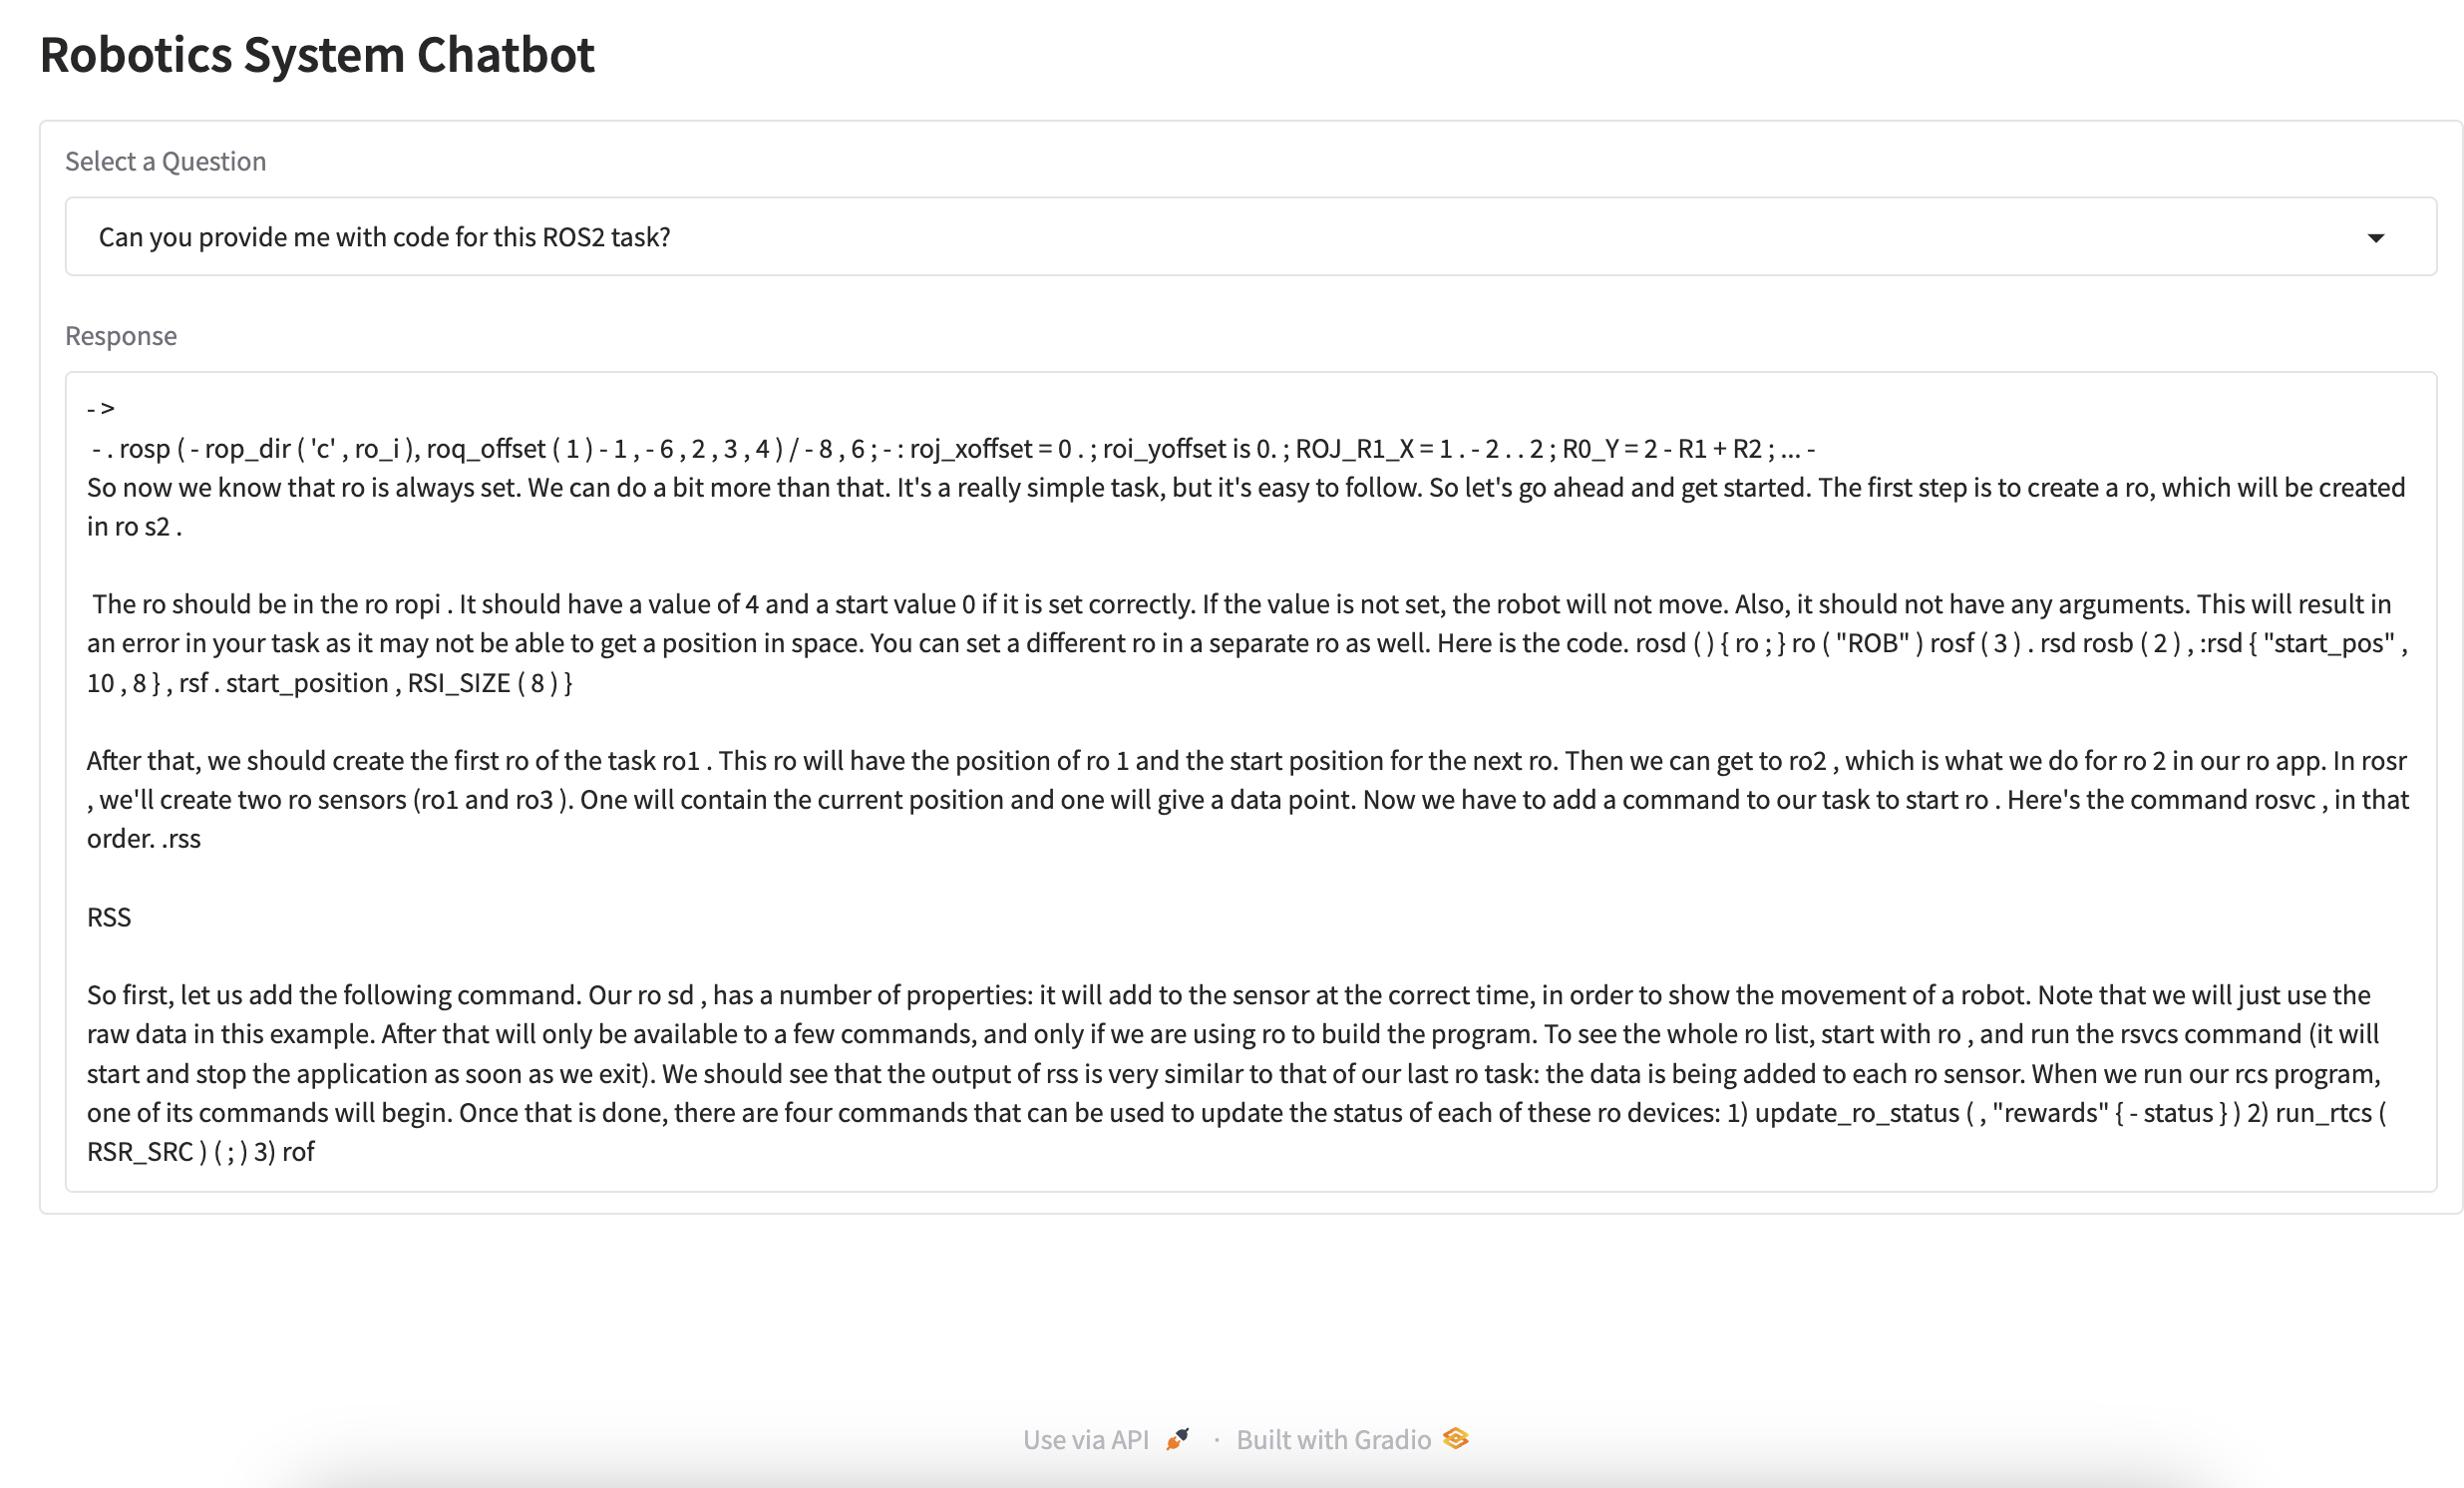 Robotics System Chatbot
Select a Question
Can you provide me with code for this ROS2 task?
Response
- >
- . rosp ( - rop_dir ( 'c' , ro_i ), roq_offset ( 1 ) - 1 , - 6 , 2 , 3 , 4 ) / - 8 , 6 ; - : roj_xoffset = 0 . ; roi_yoffset is 0. ; ROJ_R1_X = 1 . - 2 . . 2 ; R0_Y = 2 - R1 + R2 ; ... -
So now we know that ro is always set. We can do a bit more than that. It's a really simple task, but it's easy to follow. So let's go ahead and get started. The first step is to create a ro, which will be created
in ro s2 .
The ro should be in the ro ropi . It should have a value of 4 and a start value 0 if it is set correctly. If the value is not set, the robot will not move. Also, it should not have any arguments. This will result in
an error in your task as it may not be able to get a position in space. You can set a different ro in a separate ro as well. Here is the code. rosd ( ) { ro ; } ro ( "ROB" ) rosf ( 3 ) . rsd rosb ( 2 ) , :rsd { "start_pos" ,
10 , 8 } , rsf . start_position , RSI_SIZE ( 8 ) }
After that, we should create the first ro of the task ro1 . This ro will have the position of ro 1 and the start position for the next ro. Then we can get to ro2 , which is what we do for ro 2 in our ro app. In rosr
, we'll create two ro sensors (ro1 and ro3 ). One will contain the current position and one will give a data point. Now we have to add a command to our task to start ro . Here's the command rosvc , in that
order. .rss
RSS
So first, let us add the following command. Our ro sd , has a number of properties: it will add to the sensor at the correct time, in order to show the movement of a robot. Note that we will just use the
raw data in this example. After that will only be available to a few commands, and only if we are using ro to build the program. To see the whole ro list, start with ro , and run the rsvcs command (it will
start and stop the application as soon as we exit). We should see that the output of rss is very similar to that of our last ro task: the data is being added to each ro sensor. When we run our rcs program,
one of its commands will begin. Once that is done, there are four commands that can be used to update the status of each of these ro devices: 1) update_ro_status ( , "rewards" { - status } ) 2) run_rtcs (
RSR_SRC ) ( ; ) 3) rof
Use via API · Built with Gradio